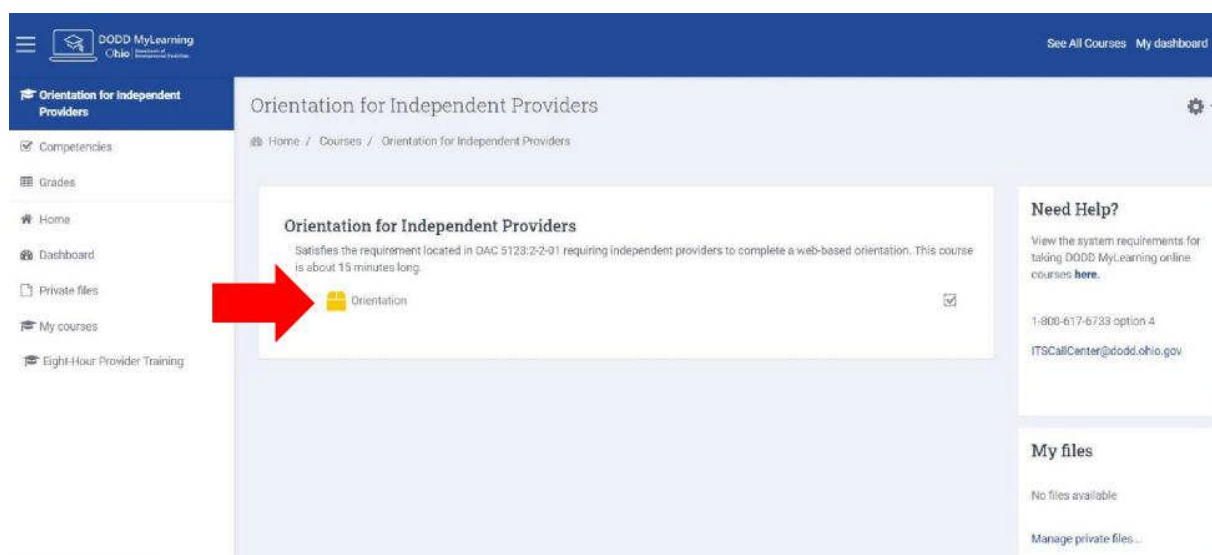 DODD MyLearning
Ohio
See All Courses My dashboard
Orientation for Independent
Providers
Competencies
Grades
Home
Dashboard
Private files
My courses
Eight-Hour Provider Training
Orientation for Independent Providers
Home / Courses / Orientation for Independent Providers
Orientation for Independent Providers
Satisfies the requirement located in OAC 5123:2-2-01 requiring independent providers to complete a web-based orientation. This course
is about 15 minutes long.
Orientation
Need Help?
View the system requirements for
taking DODD MyLearning online
courses here.
1-800-617-6733 option 4
ITSCallCenter@dodd.ohio.gov
My files
No files available
Manage private files...